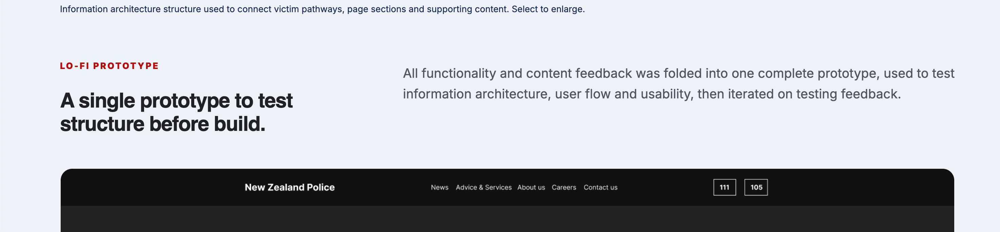 Information architecture structure used to connect victim pathways, page sections and supporting content. Select to enlarge.
LO-FI PROTOTYPE
A single prototype to test
structure before build.
All functionality and content feedback was folded into one complete prototype, used to test
information architecture, user flow and usability, then iterated on testing feedback.
New Zealand Police
News Advice & Services About us Careers Contact us
111 105